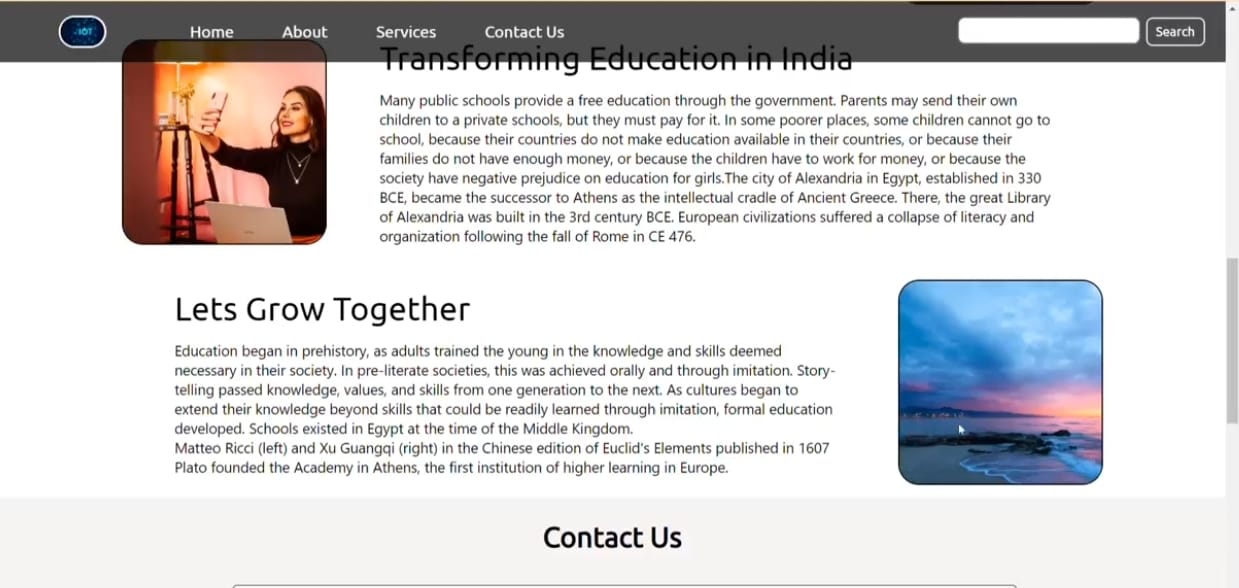 IOT
Home About Services Contact Us Search
Transforming Education in India
Many public schools provide a free education through the government. Parents may send their own
children to a private schools, but they must pay for it. In some poorer places, some children cannot go to
school, because their countries do not make education available in their countries, or because their
families do not have enough money, or because the children have to work for money, or because the
society have negative prejudice on education for girls.The city of Alexandria in Egypt, established in 330
BCE, became the successor to Athens as the intellectual cradle of Ancient Greece. There, the great Library
of Alexandria was built in the 3rd century BCE. European civilizations suffered a collapse of literacy and
organization following the fall of Rome in CE 476.
Lets Grow Together
Education began in prehistory, as adults trained the young in the knowledge and skills deemed
necessary in their society. In pre-literate societies, this was achieved orally and through imitation. Story-
telling passed knowledge, values, and skills from one generation to the next. As cultures began to
extend their knowledge beyond skills that could be readily learned through imitation, formal education
developed. Schools existed in Egypt at the time of the Middle Kingdom.
Matteo Ricci (left) and Xu Guangqi (right) in the Chinese edition of Euclid's Elements published in 1607
Plato founded the Academy in Athens, the first institution of higher learning in Europe.
Contact Us